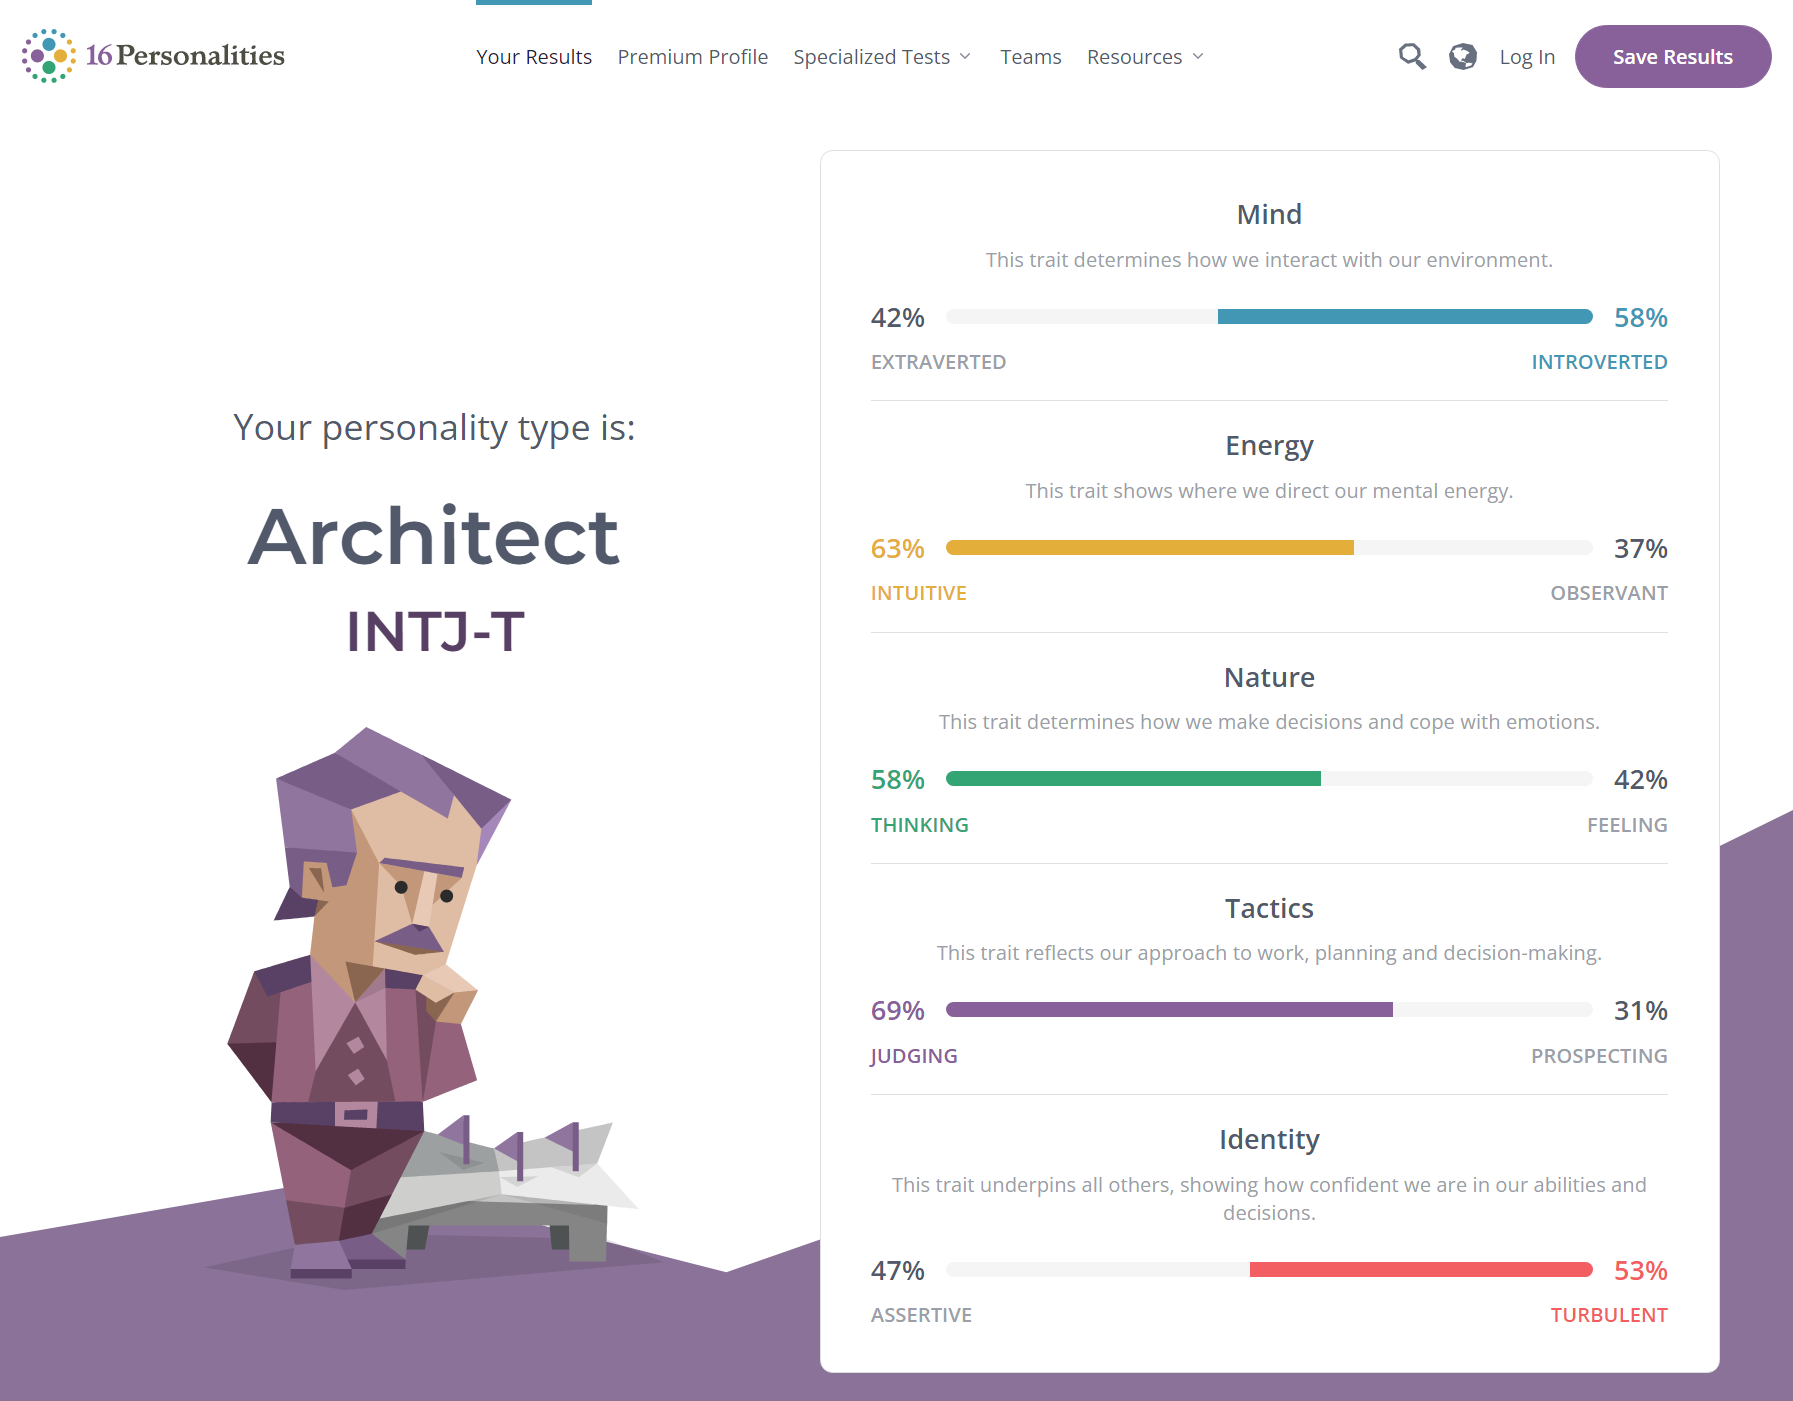 16Personalities
Your Results
Premium Profile
Specialized Tests
Teams
Resources
Log In
Save Results
Your personality type is:
Architect
INTJ-T
Mind
This trait determines how we interact with our environment.
42% 58%
EXTRAVERTED INTROVERTED
Energy
This trait shows where we direct our mental energy.
63% 37%
INTUITIVE OBSERVANT
Nature
This trait determines how we make decisions and cope with emotions.
58% 42%
THINKING FEELING
Tactics
This trait reflects our approach to work, planning and decision-making.
69% 31%
JUDGING PROSPECTING
Identity
This trait underpins all others, showing how confident we are in our abilities and
decisions.
47% 53%
ASSERTIVE TURBULENT